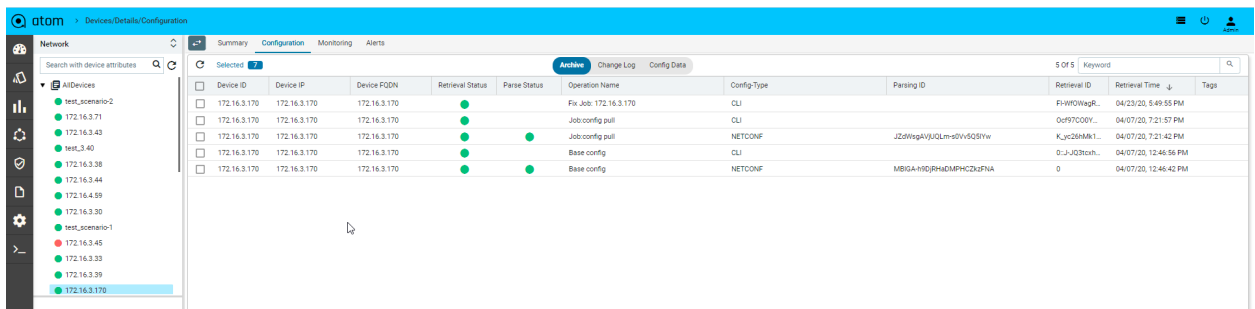 atom > Devices/Details/Configuration
Admin
Network
Summary Configuration Monitoring Alerts
Search with device attributes
Selected 7
Archive Change Log Config Data
5 Of 5 Keyword
AllDevices
test_scenario-2
172.16.3.71
172.16.3.43
test_3.40
172.16.3.38
172.16.3.44
172.16.4.59
172.16.3.30
test_scenario-1
172.16.3.45
172.16.3.33
172.16.3.39
172.16.3.170
Device ID Device IP Device FQDN Retrieval Status Parse Status Operation Name Config-Type Parsing ID Retrieval ID Retrieval Time Tags
172.16.3.170 172.16.3.170 172.16.3.170 Fix Job: 172.16.3.170 CLI 04/23/20, 5:49:55 PM
172.16.3.170 172.16.3.170 172.16.3.170 Job:config pull CLI 04/07/20, 7:21:57 PM
172.16.3.170 172.16.3.170 172.16.3.170 Job:config pull NETCONF K_yc26hMk1... 04/07/20, 7:21:42 PM
172.16.3.170 172.16.3.170 172.16.3.170 Base config CLI 04/07/20, 12:46:56 PM
172.16.3.170 172.16.3.170 172.16.3.170 Base config NETCONF MBIGA-h9DjRHaDMPHCZkzFNA 0 04/07/20, 12:46:42 PM